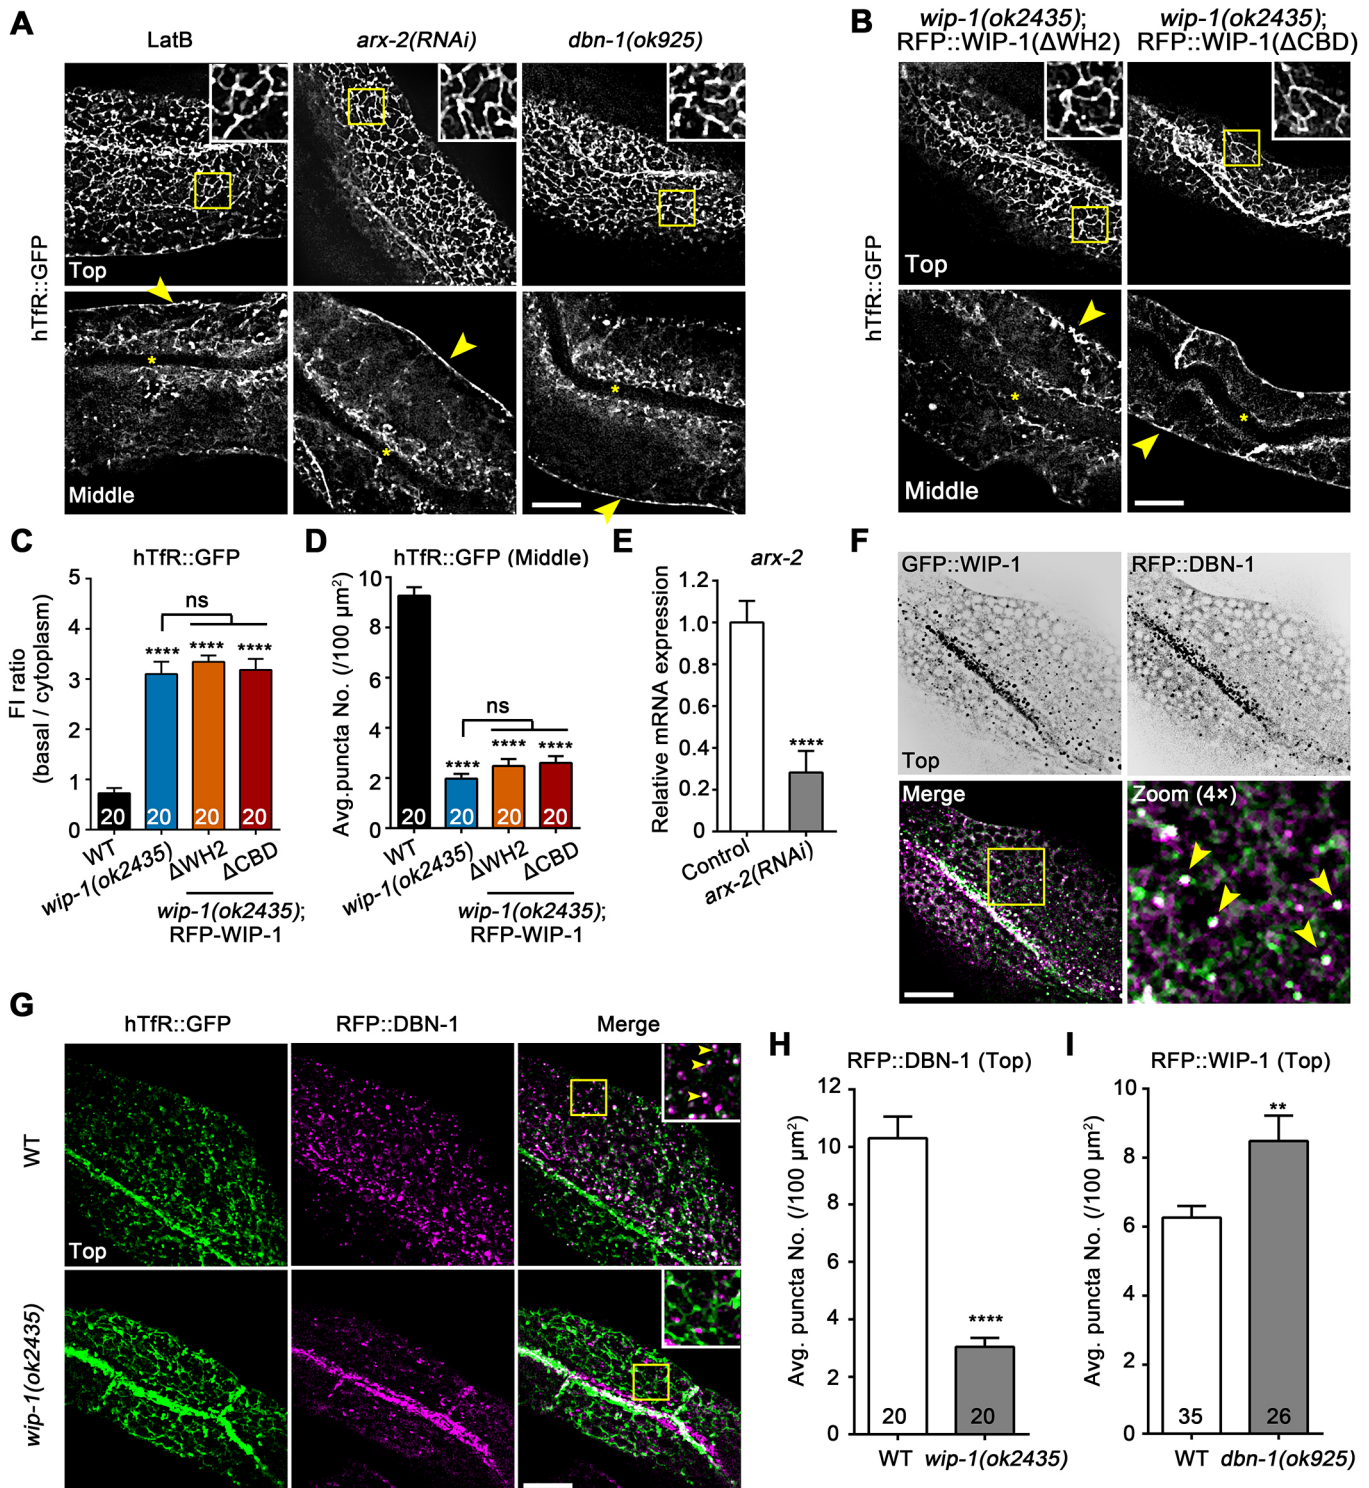 A
LatB
arx-2(RNAi)
dbn-1(ok925)
hTfR::GFP
Top
Middle
*
*
*
B
wip-1(ok2435);
RFP::WIP-1(ΔWH2)
wip-1(ok2435);
RFP::WIP-1(ΔCBD)
hTfR::GFP
Top
Middle
*
*
C
hTfR::GFP
FI ratio
(basal / cytoplasm)
5
4
3
2
1
0
ns
****
****
****
20
20
20
20
WT
wip-1(ok2435)
ΔWH2
ΔCBD
wip-1(ok2435);
RFP-WIP-1
D
hTfR::GFP (Middle)
Avg.puncta No. (/100 µm²)
10
8
6
4
2
0
ns
****
****
****
20
20
20
20
WT
wip-1(ok2435)
ΔWH2
ΔCBD
wip-1(ok2435);
RFP-WIP-1
E
arx-2
Relative mRNA expression
1.2
1.0
0.8
0.6
0.4
0.2
0
****
Control
arx-2(RNAi)
F
GFP::WIP-1
RFP::DBN-1
Top
Merge
Zoom (4×)
G
hTfR::GFP
RFP::DBN-1
Merge
WT
Top
wip-1(ok2435)
H
RFP::DBN-1 (Top)
Avg. puncta No. (/100 µm²)
12
10
8
6
4
2
0
****
20
20
WT
wip-1(ok2435)
I
RFP::WIP-1 (Top)
Avg. puncta No. (/100 µm²)
10
8
6
4
2
0
**
35
26
WT
dbn-1(ok925)